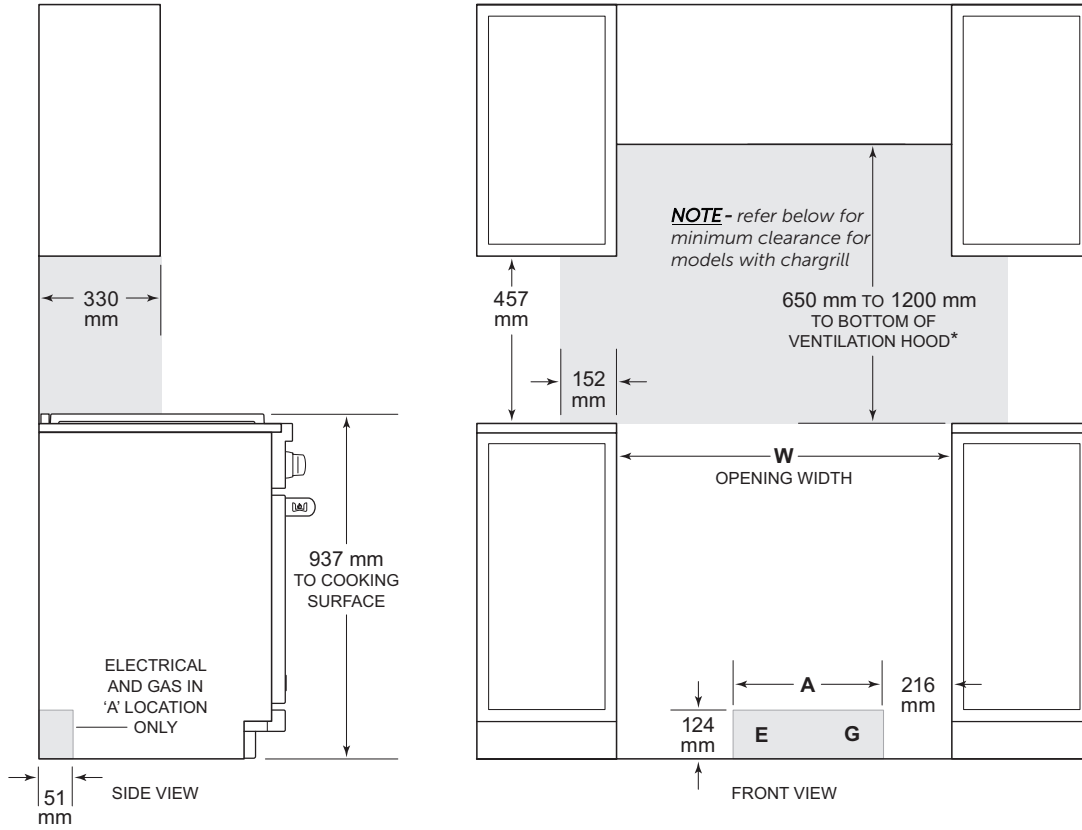 330
mm
937 mm
TO COOKING
SURFACE
ELECTRICAL
AND GAS IN
‘A’ LOCATION
ONLY
51
mm
SIDE VIEW
NOTE - refer below for
minimum clearance for
models with chargrill
457
mm
650 mm TO 1200 mm
TO BOTTOM OF
VENTILATION HOOD*
152
mm
W
OPENING WIDTH
A
216
mm
124
mm
E G
FRONT VIEW